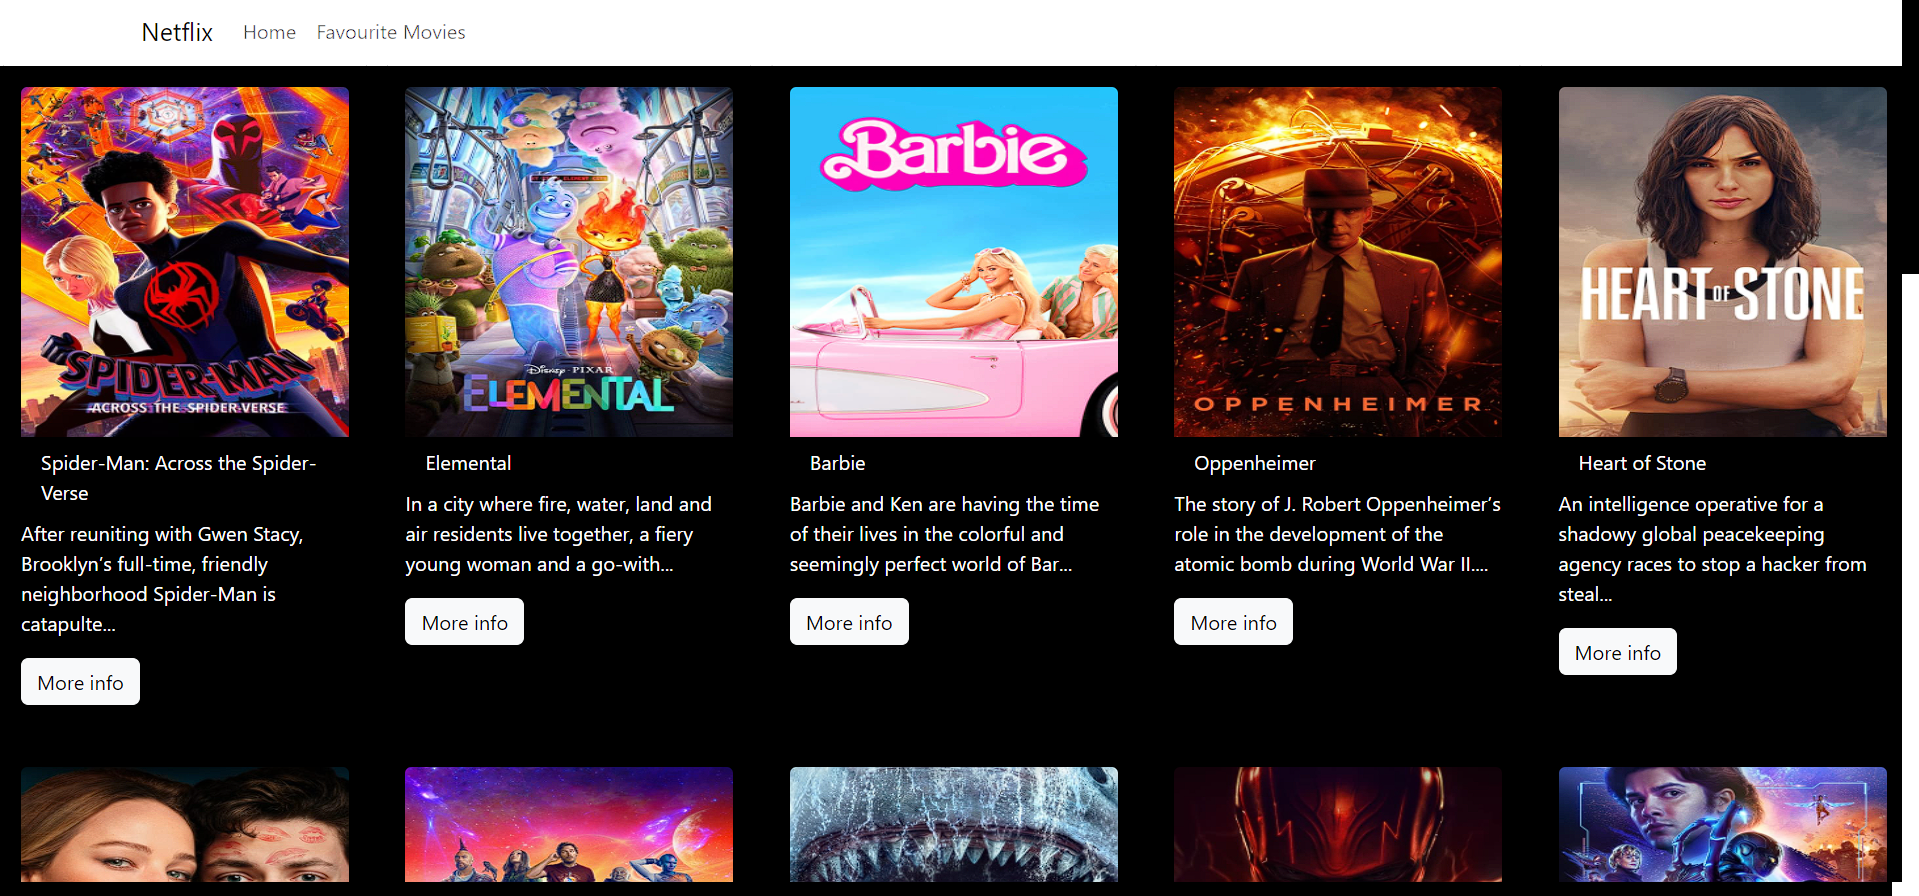 Netflix
Home
Favourite Movies
SPIDER-MAN
ACROSS THE SPIDER-VERSE
Disney · PIXAR
ELEMENTAL
Barbie
OPPENHEIMER
HEART OF STONE
Spider-Man: Across the Spider-
Verse
After reuniting with Gwen Stacy,
Brooklyn’s full-time, friendly
neighborhood Spider-Man is
catapulte...
More info
Elemental
In a city where fire, water, land and
air residents live together, a fiery
young woman and a go-with...
More info
Barbie
Barbie and Ken are having the time
of their lives in the colorful and
seemingly perfect world of Bar...
More info
Oppenheimer
The story of J. Robert Oppenheimer’s
role in the development of the
atomic bomb during World War II....
More info
Heart of Stone
An intelligence operative for a
shadowy global peacekeeping
agency races to stop a hacker from
steal...
More info